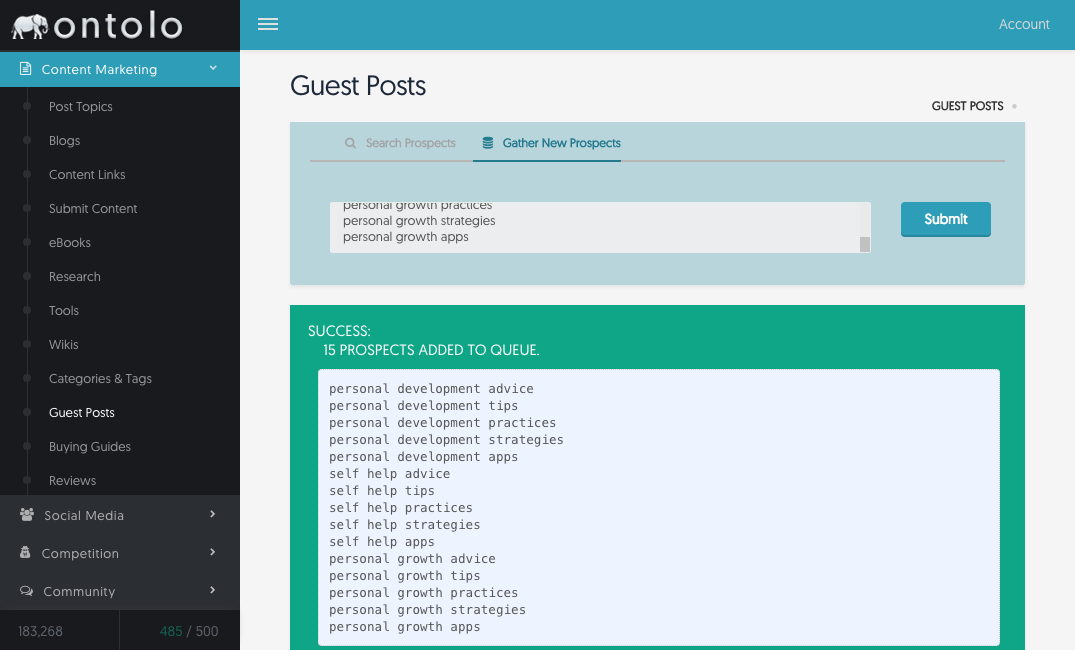 ontolo
Account
Content Marketing
Post Topics
Blogs
Content Links
Submit Content
eBooks
Research
Tools
Wikis
Categories & Tags
Guest Posts
Buying Guides
Reviews
Social Media
Competition
Community
183,268
485 / 500
Guest Posts
GUEST POSTS
Search Prospects
Gather New Prospects
personal growth practices
personal growth strategies
personal growth apps
Submit
SUCCESS:
15 PROSPECTS ADDED TO QUEUE.
personal development advice
personal development tips
personal development practices
personal development strategies
personal development apps
self help advice
self help tips
self help practices
self help strategies
self help apps
personal growth advice
personal growth tips
personal growth practices
personal growth strategies
personal growth apps